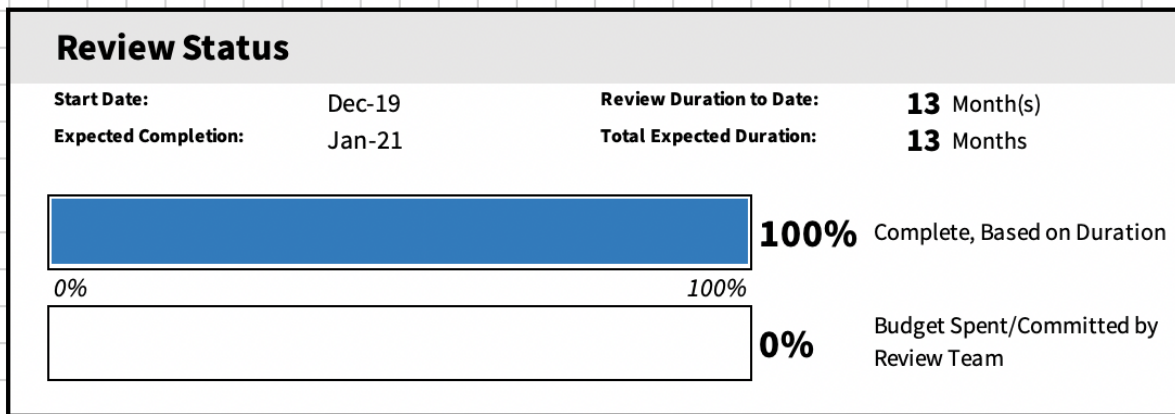 Review Status
Start Date: Dec-19 Review Duration to Date: 13 Month(s)
Expected Completion: Jan-21 Total Expected Duration: 13 Months
100% Complete, Based on Duration
0% 100%
0% Budget Spent/Committed by
Review Team